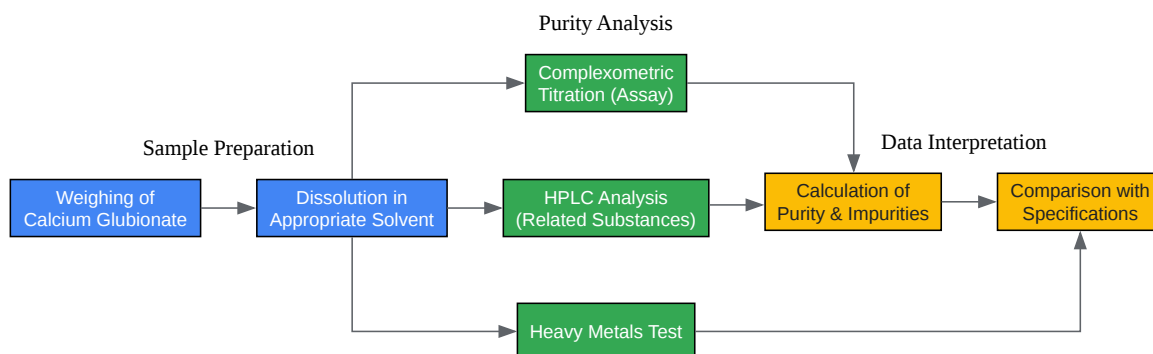 Purity Analysis
Complexometric
Titration (Assay)
Sample Preparation
Data Interpretation
Weighing of
Calcium Glubionate
Dissolution in
Appropriate Solvent
HPLC Analysis
(Related Substances)
Calculation of
Purity & Impurities
Comparison with
Specifications
Heavy Metals Test